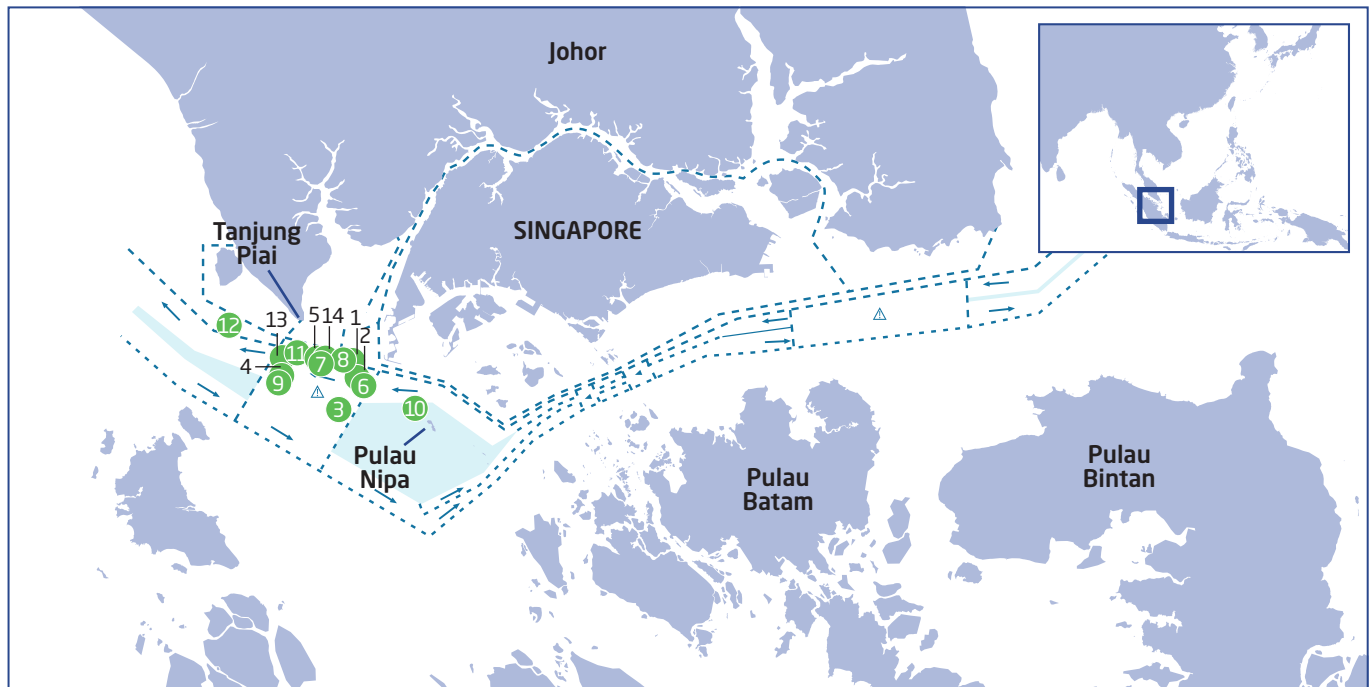 Johor
SINGAPORE
Tanjung
Piai
12
13
5
14
1
2
11
7
8
4
9
6
3
10
Pulau
Nipa
Pulau
Batam
Pulau
Bintan